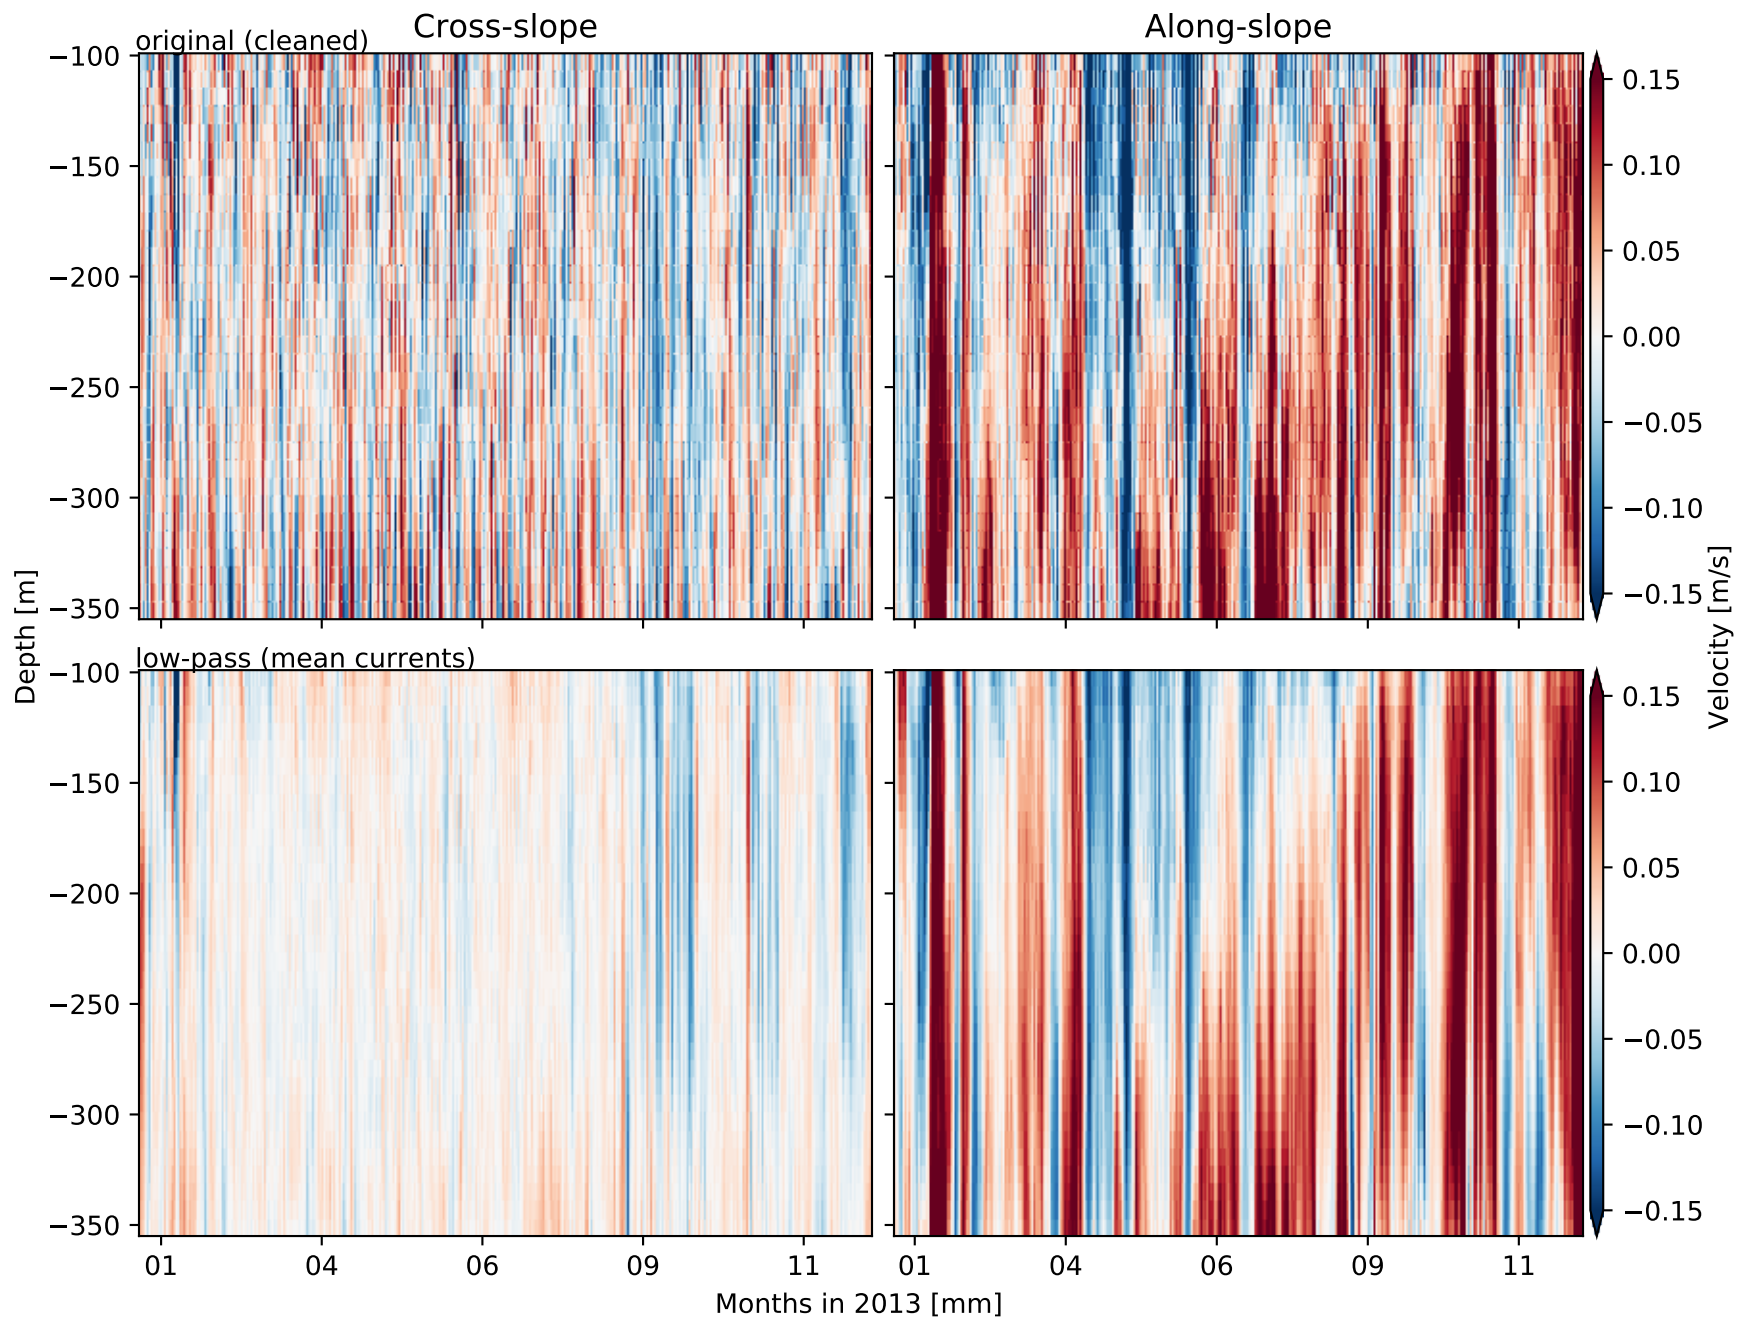 Cross-slope
Along-slope
original (cleaned)
−100
−150
−200
−250
−300
−350
0.15
0.10
0.05
0.00
−0.05
−0.10
−0.15
Depth [m]
Velocity [m/s]
low-pass (mean currents)
−100
−150
−200
−250
−300
−350
0.15
0.10
0.05
0.00
−0.05
−0.10
−0.15
01 04 06 09 11
01 04 06 09 11
Months in 2013 [mm]